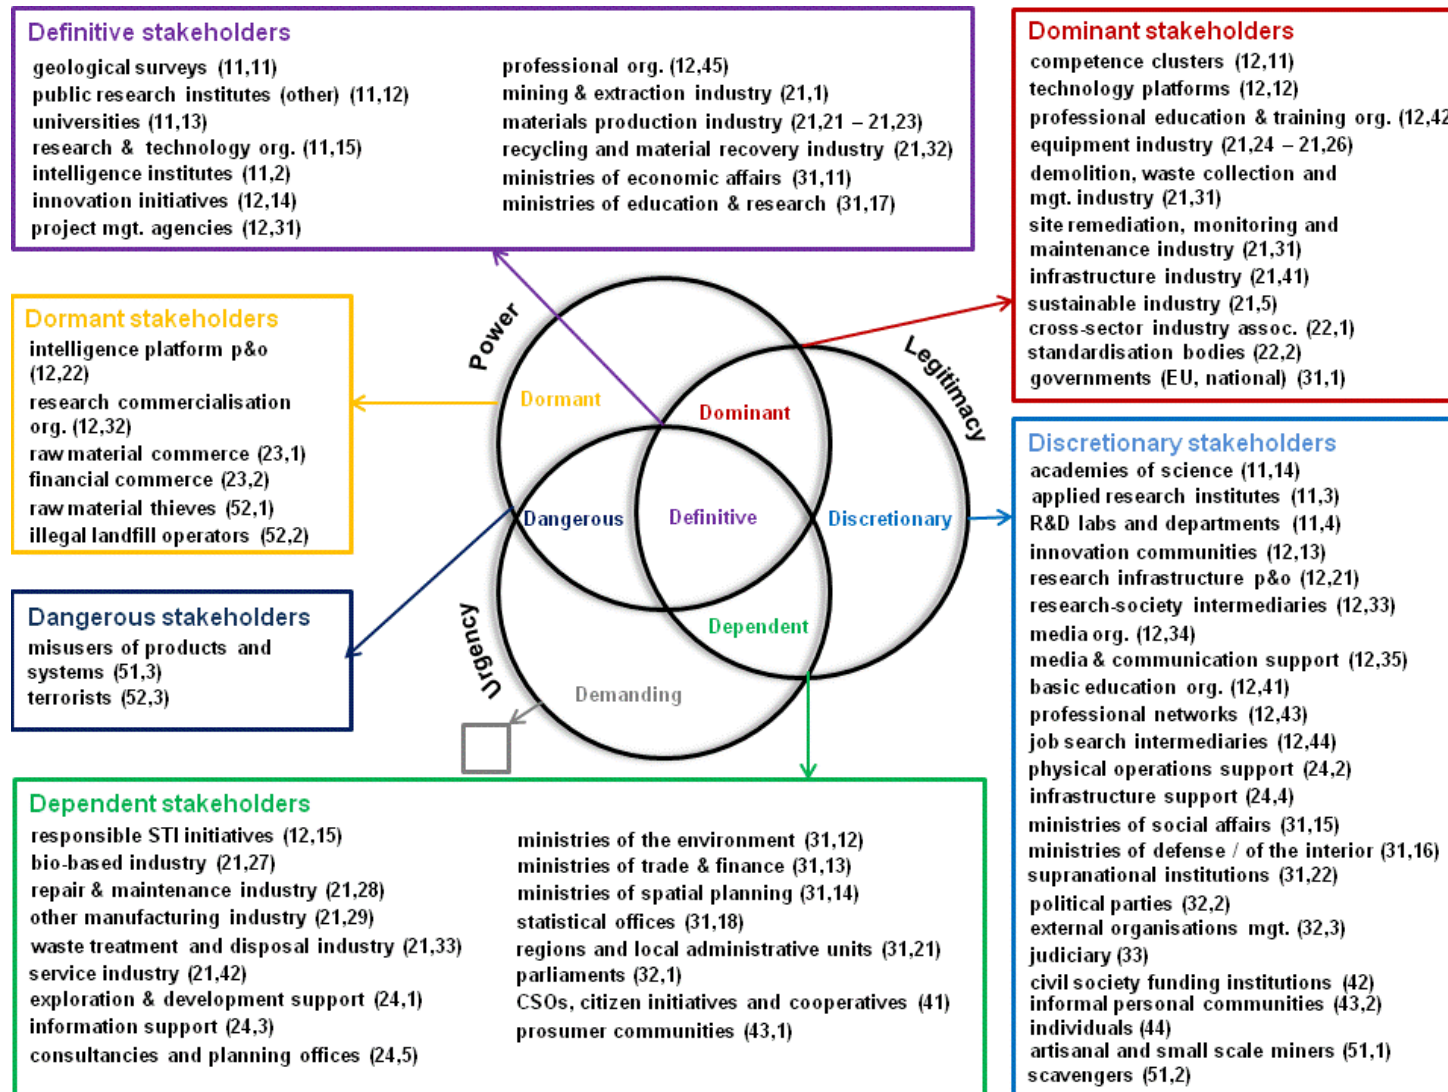 Definitive stakeholders
geological surveys (11,11)
public research institutes (other) (11,12)
universities (11,13)
research & technology org. (11,15)
intelligence institutes (11,2)
innovation initiatives (12,14)
project mgt. agencies (12,31)
professional org. (12,45)
mining & extraction industry (21,1)
materials production industry (21,21 – 21,23)
recycling and material recovery industry (21,32)
ministries of economic affairs (31,11)
ministries of education & research (31,17)
Dominant stakeholders
competence clusters (12,11)
technology platforms (12,12)
professional education & training org. (12,42
equipment industry (21,24 – 21,26)
demolition, waste collection and
mgt. industry (21,31)
site remediation, monitoring and
maintenance industry (21,31)
infrastructure industry (21,41)
sustainable industry (21,5)
cross-sector industry assoc. (22,1)
standardisation bodies (22,2)
governments (EU, national) (31,1)
Dormant stakeholders
intelligence platform p&o
(12,22)
research commercialisation
org. (12,32)
raw material commerce (23,1)
financial commerce (23,2)
raw material thieves (52,1)
illegal landfill operators (52,2)
Power
Legitimacy
Urgency
Dormant
Dominant
Dangerous
Definitive
Discretionary
Dependent
Demanding
Dangerous stakeholders
misusers of products and
systems (51,3)
terrorists (52,3)
Discretionary stakeholders
academies of science (11,14)
applied research institutes (11,3)
R&D labs and departments (11,4)
innovation communities (12,13)
research infrastructure p&o (12,21)
research-society intermediaries (12,33)
media org. (12,34)
media & communication support (12,35)
basic education org. (12,41)
professional networks (12,43)
job search intermediaries (12,44)
physical operations support (24,2)
infrastructure support (24,4)
ministries of social affairs (31,15)
ministries of defense / of the interior (31,16)
supranational institutions (31,22)
political parties (32,2)
external organisations mgt. (32,3)
judiciary (33)
civil society funding institutions (42)
informal personal communities (43,2)
individuals (44)
artisanal and small scale miners (51,1)
scavengers (51,2)
Dependent stakeholders
responsible STI initiatives (12,15)
bio-based industry (21,27)
repair & maintenance industry (21,28)
other manufacturing industry (21,29)
waste treatment and disposal industry (21,33)
service industry (21,42)
exploration & development support (24,1)
information support (24,3)
consultancies and planning offices (24,5)
ministries of the environment (31,12)
ministries of trade & finance (31,13)
ministries of spatial planning (31,14)
statistical offices (31,18)
regions and local administrative units (31,21)
parliaments (32,1)
CSOs, citizen initiatives and cooperatives (41)
prosumer communities (43,1)